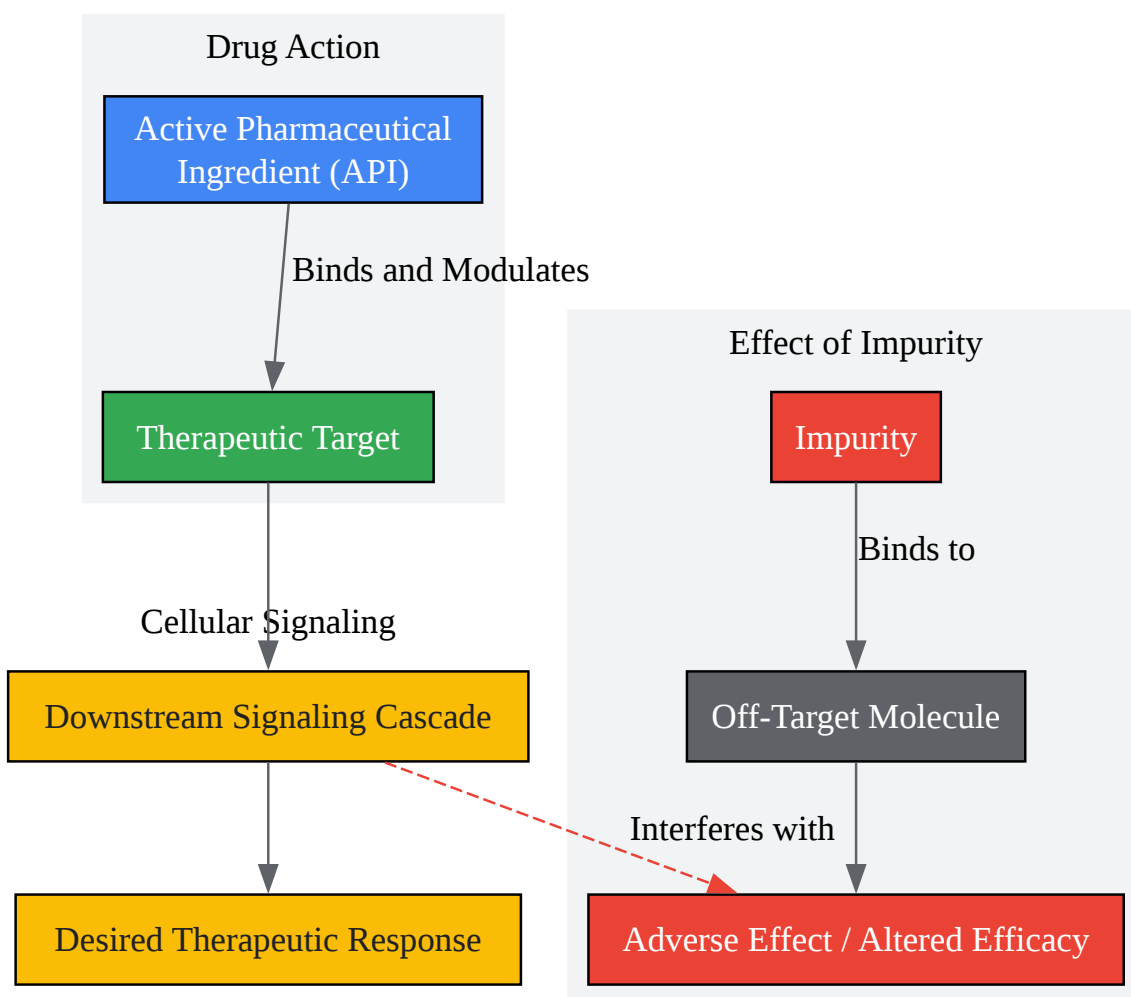 Drug Action
Active Pharmaceutical
Ingredient (API)
Binds and Modulates
Therapeutic Target
Cellular Signaling
Downstream Signaling Cascade
Desired Therapeutic Response
Effect of Impurity
Impurity
Binds to
Off-Target Molecule
Interferes with
Adverse Effect / Altered Efficacy